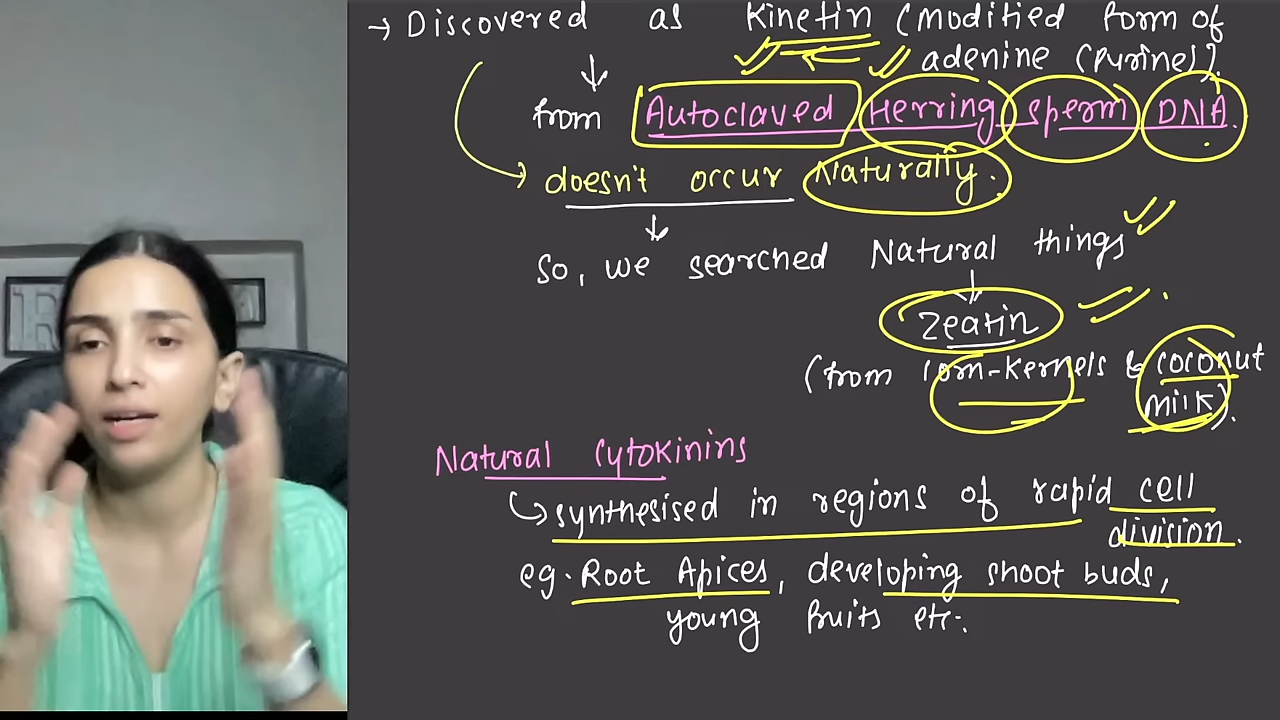 → Discovered as Kinetin (Modified form of
adenine (Purine).
from Autoclaved Herring sperm DNA.
doesn't occur Naturally.
So, we searched Natural things
Zeatin
(from Corn-Kernels & coconut
milk).
Natural Cytokinins
synthesised in regions of rapid cell
division.
eg. Root Apices, developing shoot buds,
young fruits etc.